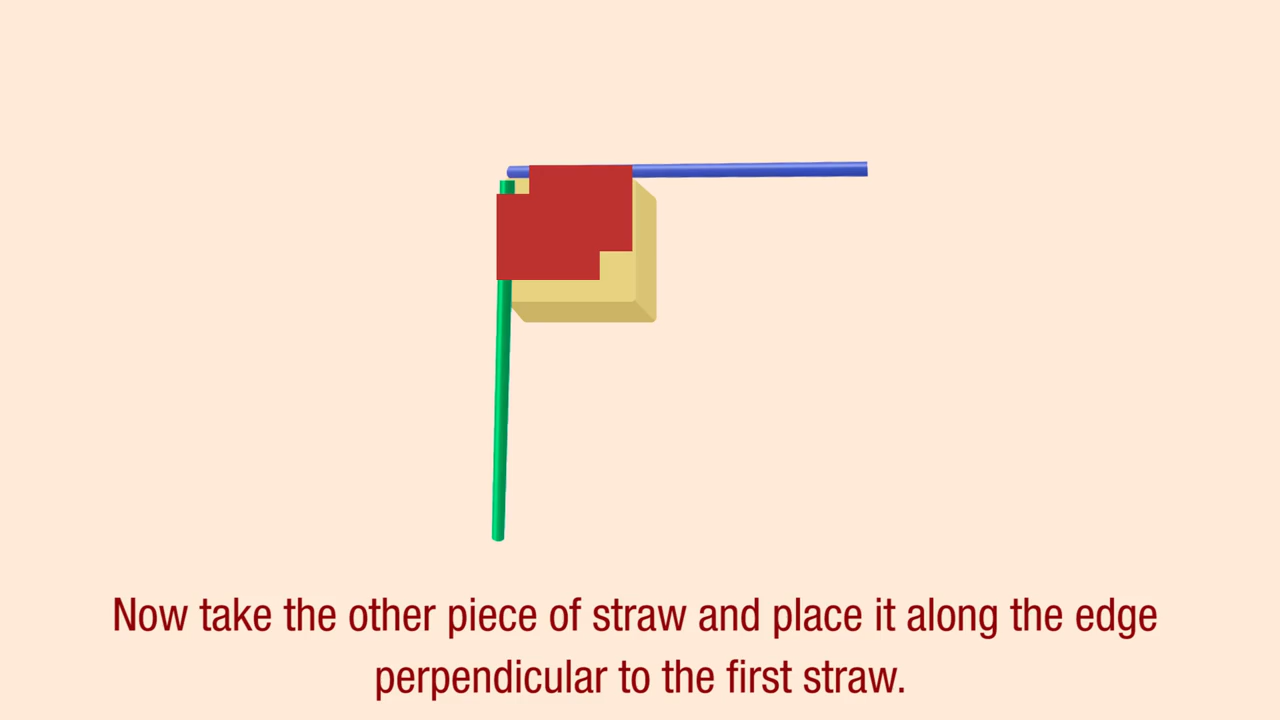 Now take the other piece of straw and place it along the edge
perpendicular to the first straw.